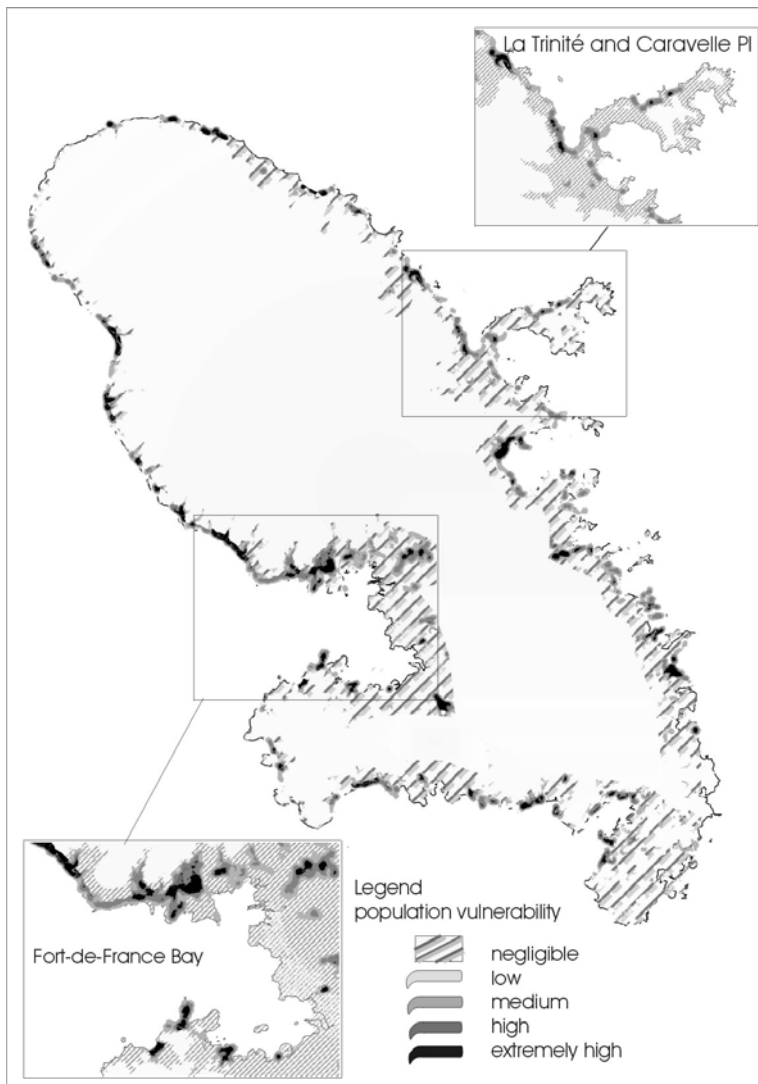 La Trinité and Caravelle Pl
Fort-de-France Bay
Legend
population vulnerability
negligible
low
medium
high
extremely high